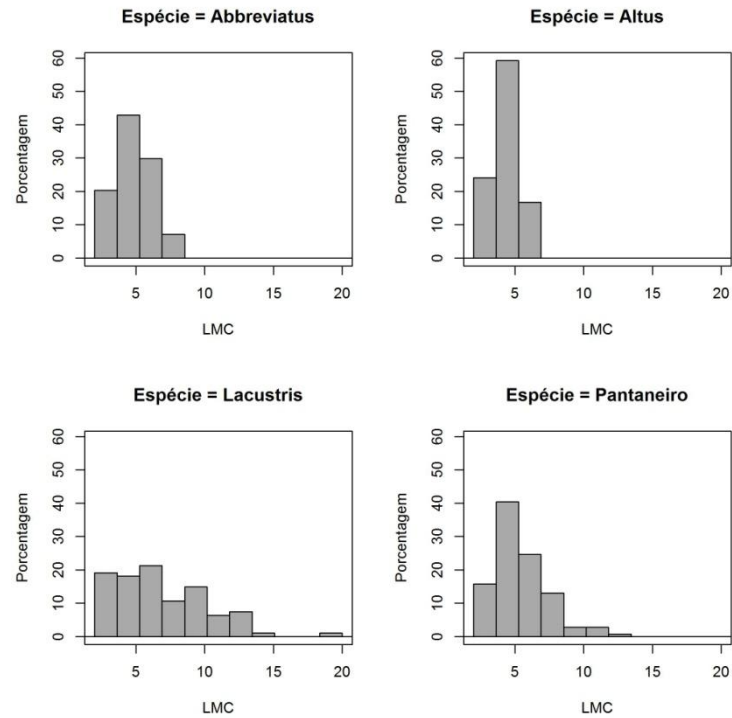 Espécie = Abbreviatus
Porcentagem
0 10 20 30 40 50 60
5 10 15 20
LMC
Espécie = Altus
Porcentagem
0 10 20 30 40 50 60
5 10 15 20
LMC
Espécie = Lacustris
Porcentagem
0 10 20 30 40 50 60
5 10 15 20
LMC
Espécie = Pantaneiro
Porcentagem
0 10 20 30 40 50 60
5 10 15 20
LMC